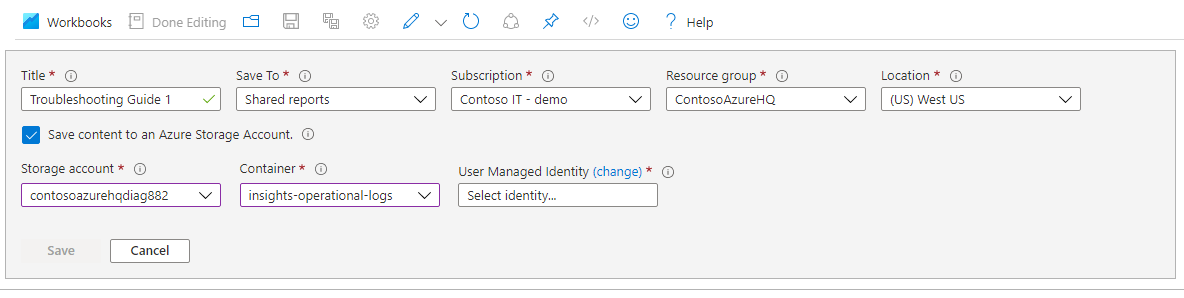 Workbooks Done Editing Help
Title * Save To * Subscription * Resource group * Location *
Troubleshooting Guide 1 Shared reports Contoso IT - demo ContosoAzureHQ (US) West US
Save content to an Azure Storage Account.
Storage account * Container * User Managed Identity (change) *
contosoazurehqdiag882 insights-operational-logs Select identity...
Save Cancel